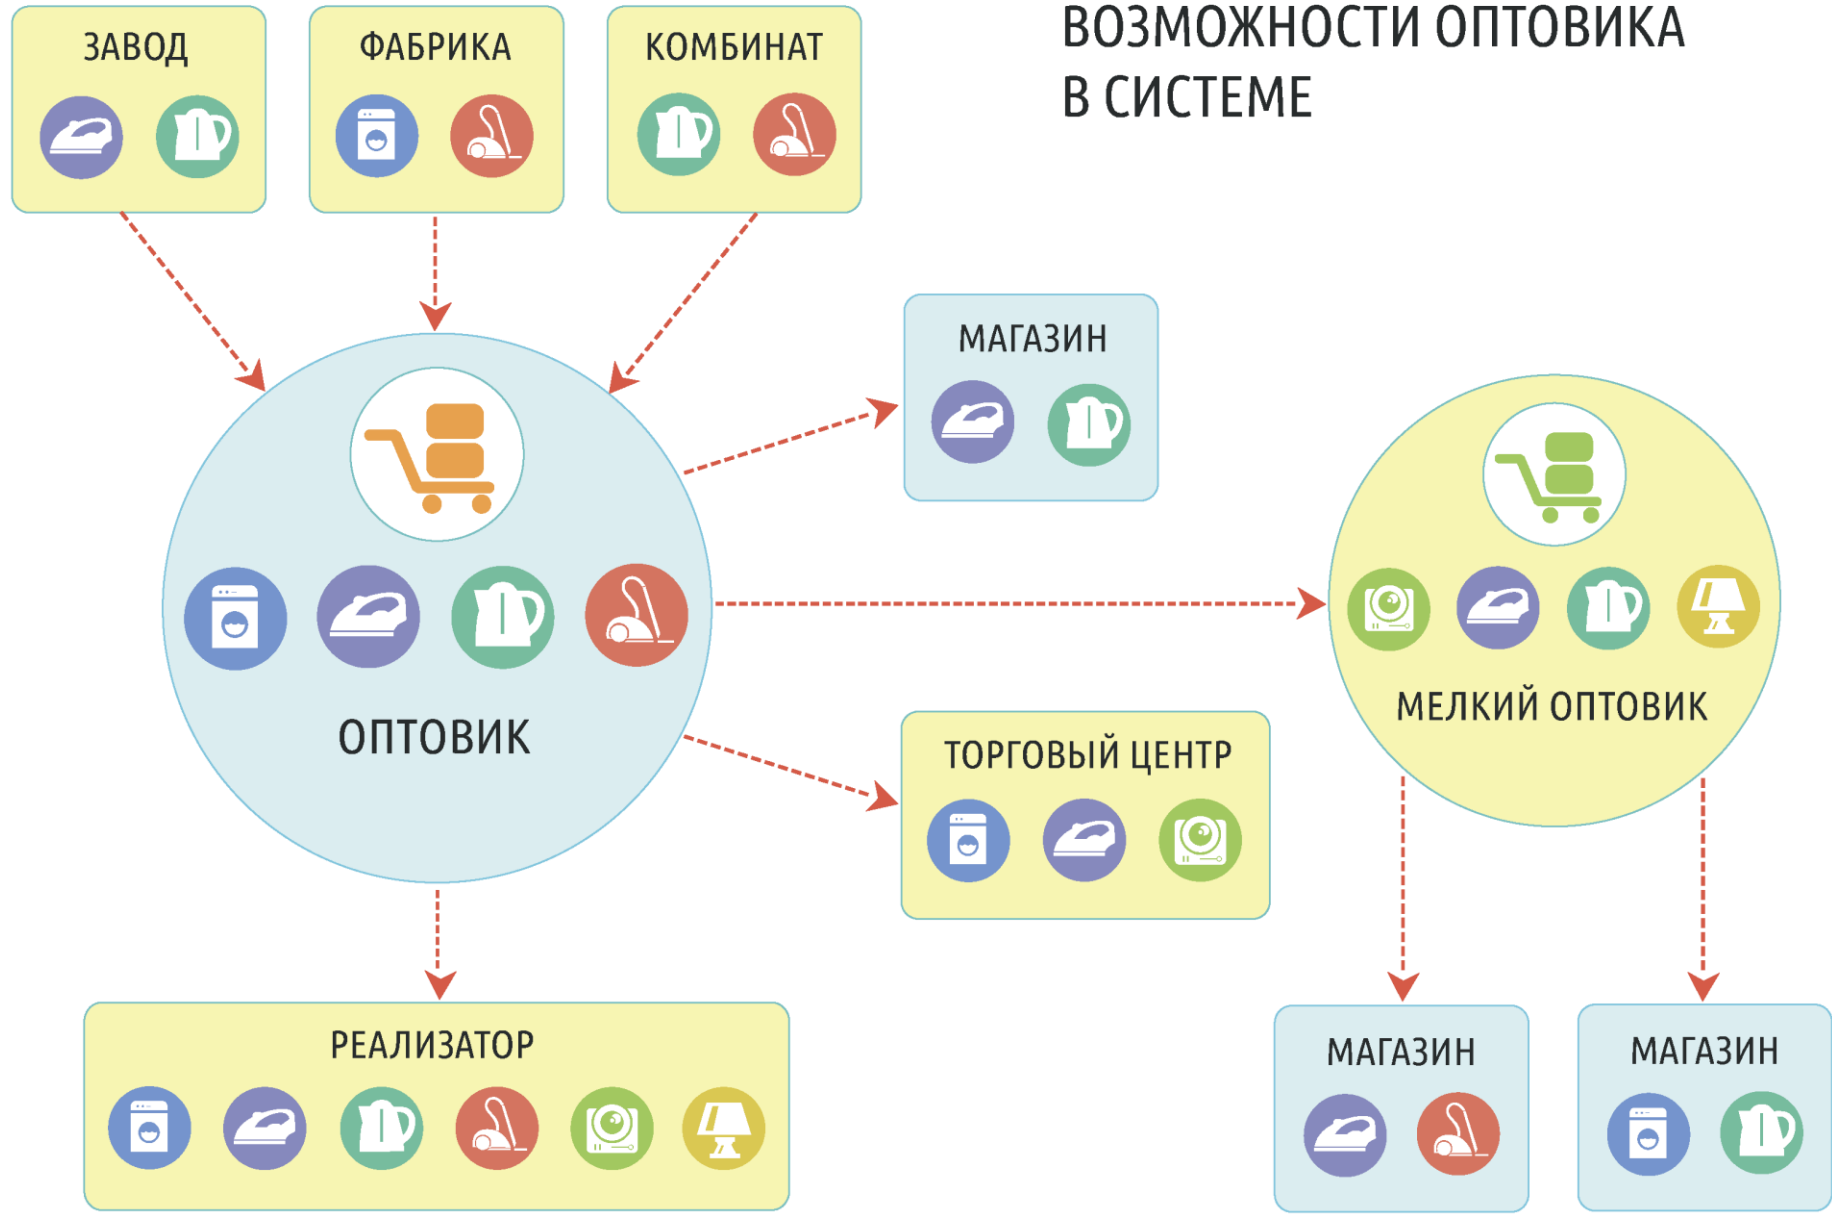 ВОЗМОЖНОСТИ ОПТОВИКА
В СИСТЕМЕ
ЗАВОД
ФАБРИКА
КОМБИНАТ
МАГАЗИН
ОПТОВИК
МЕЛКИЙ ОПТОВИК
ТОРГОВЫЙ ЦЕНТР
РЕАЛИЗАТОР
МАГАЗИН
МАГАЗИН